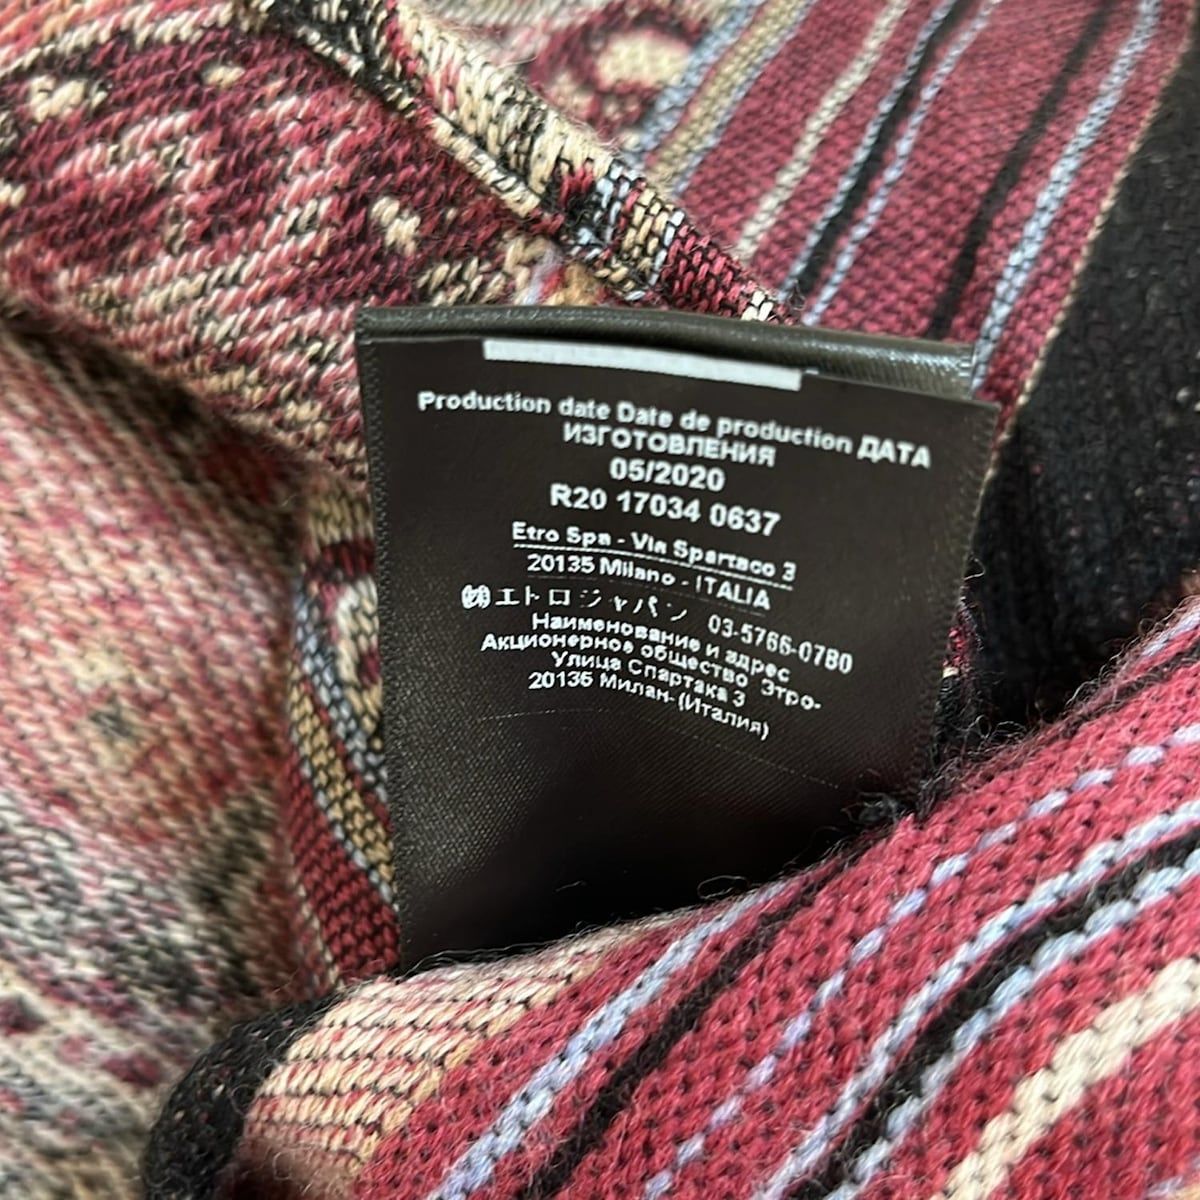 Production date Date de production ДАТА
ИЗГОТОВЛЕНИЯ
05/2020
R20 17034 0637
Etro Spa - Via Spartaco 3
20135 Milano - ITALIA
㈱エトロジャパン 03-5766-0780
Наименование и адрес
Акционерное общество Этро-
Улица Спартака 3
20135 Милан- (Италия)